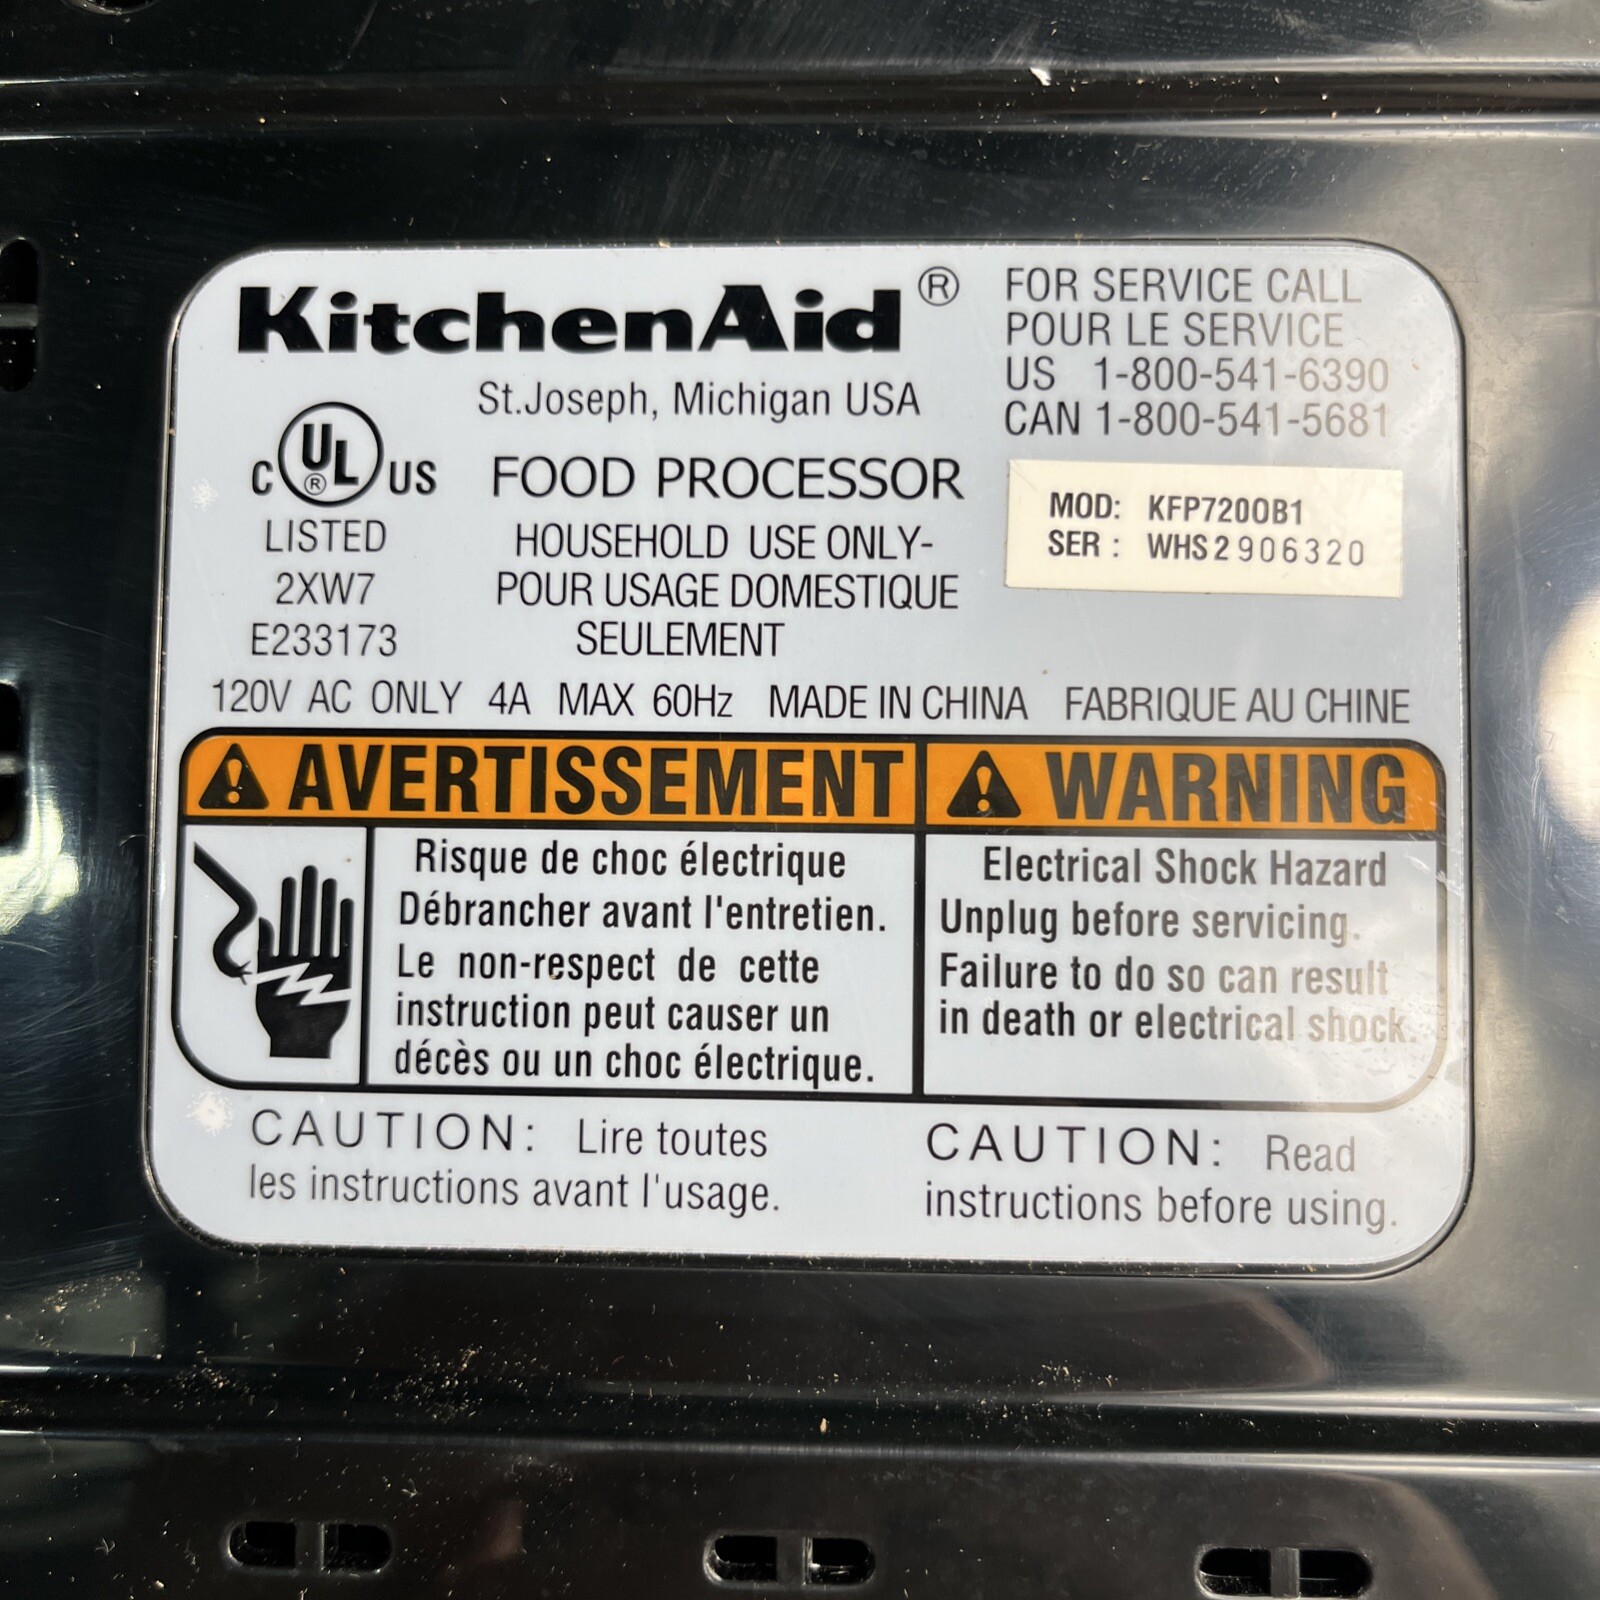 KitchenAid®
St.Joseph, Michigan USA
FOR SERVICE CALL
POUR LE SERVICE
US 1-800-541-6390
CAN 1-800-541-5681
C UL® US
LISTED
2XW7
E233173
FOOD PROCESSOR
HOUSEHOLD USE ONLY-
POUR USAGE DOMESTIQUE
SEULEMENT
MOD: KFP7200B1
SER : WHS2906320
120V AC ONLY 4A MAX 60Hz MADE IN CHINA FABRIQUE AU CHINE
AVERTISSEMENT
Risque de choc électrique
Débrancher avant l'entretien.
Le non-respect de cette
instruction peut causer un
décès ou un choc électrique.
WARNING
Electrical Shock Hazard
Unplug before servicing.
Failure to do so can result
in death or electrical shock.
CAUTION: Lire toutes
les instructions avant l'usage.
CAUTION: Read
instructions before using.